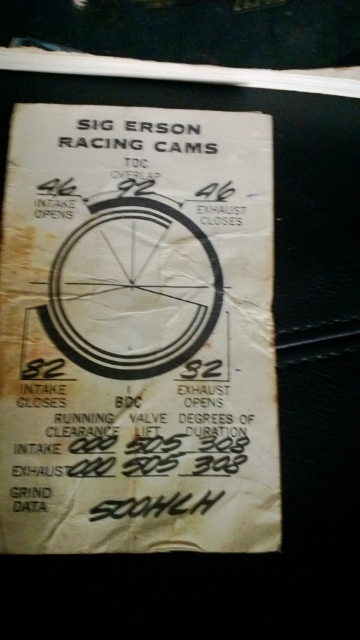 SIG ERSON
RACING CAMS
TDC
OVERLAP
46 92 46
INTAKE OPENS EXHAUST CLOSES
82 82
INTAKE CLOSES BDC EXHAUST OPENS
RUNNING VALVE DEGREES OF
CLEARANCE LIFT DURATION
INTAKE 000 505 308
EXHAUST 000 505 308
GRIND
DATA 500HLH